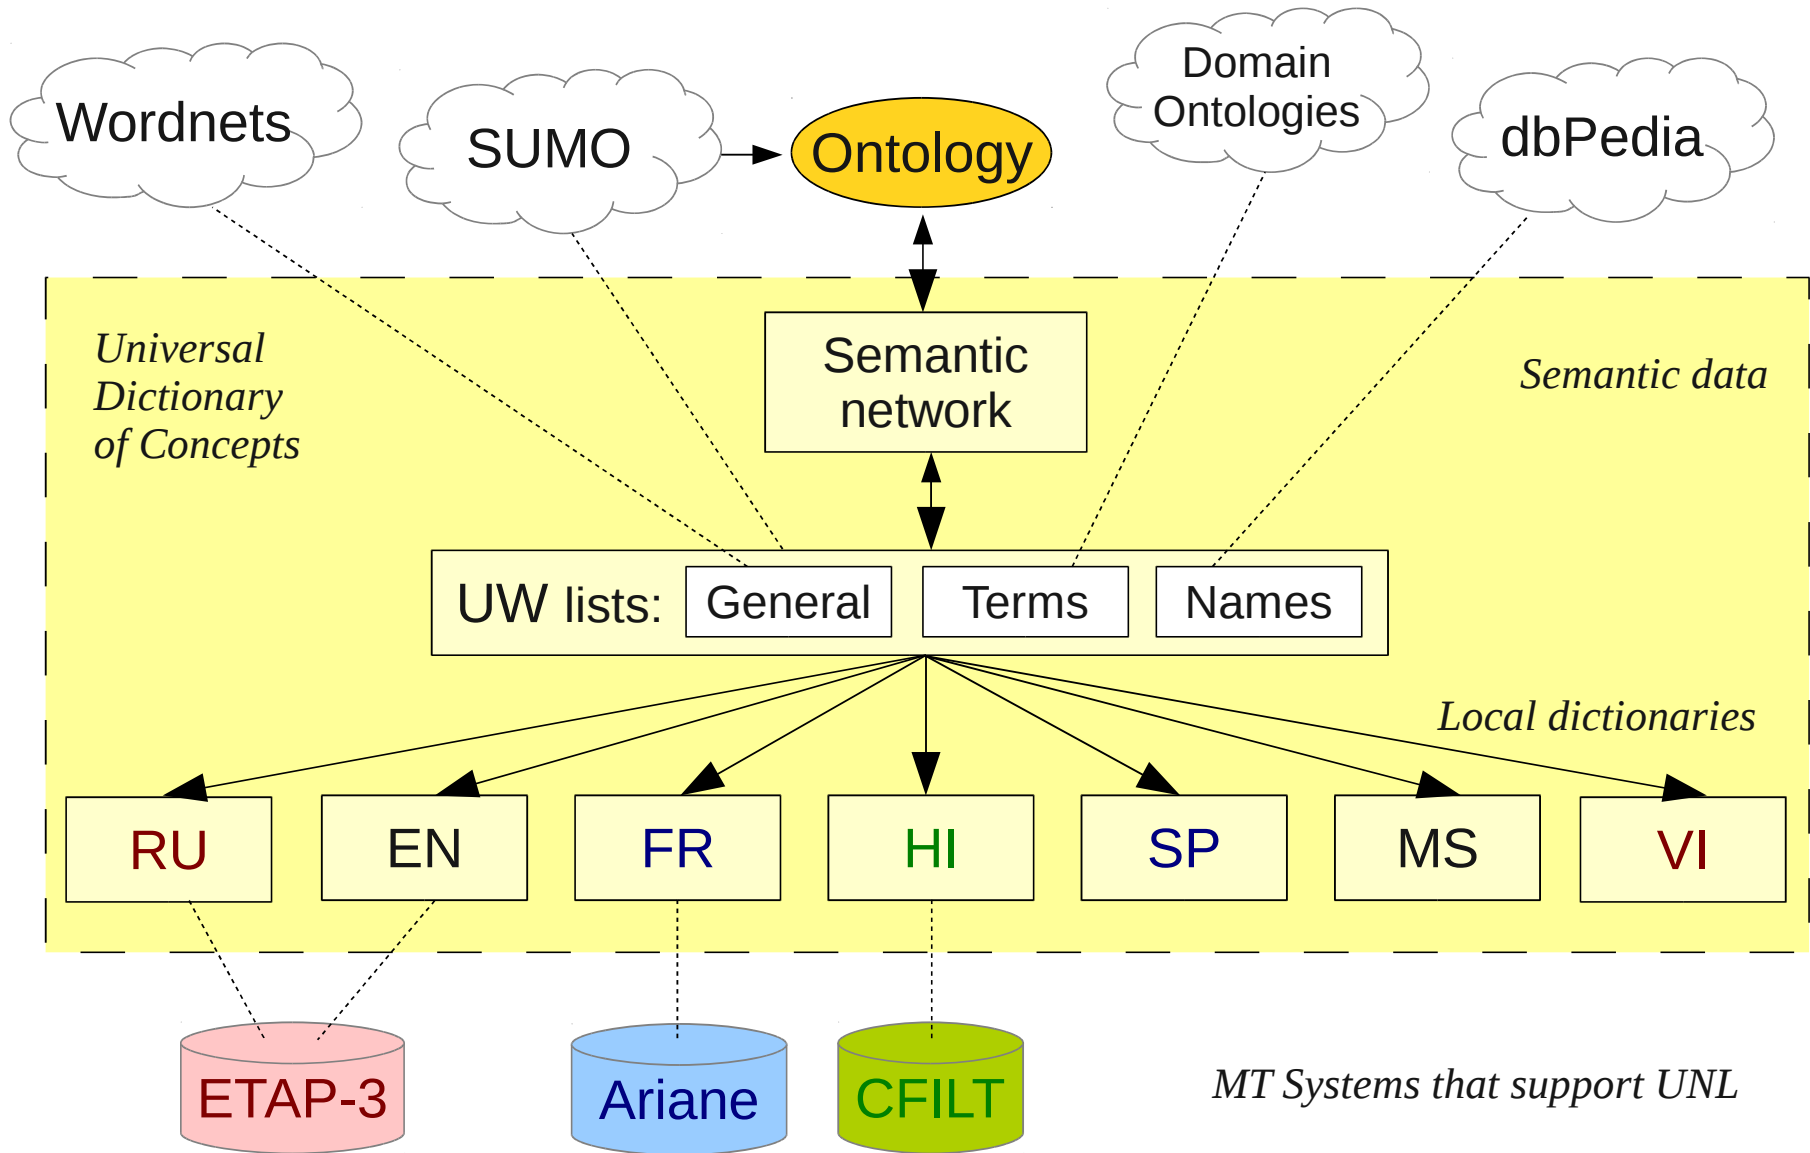 Wordnets
SUMO
Ontology
Domain
Ontologies
dbPedia
Universal
Dictionary
of Concepts
Semantic
network
Semantic data
UW lists:
General
Terms
Names
Local dictionaries
RU
EN
FR
HI
SP
MS
VI
ETAP-3
Ariane
CFILT
MT Systems that support UNL